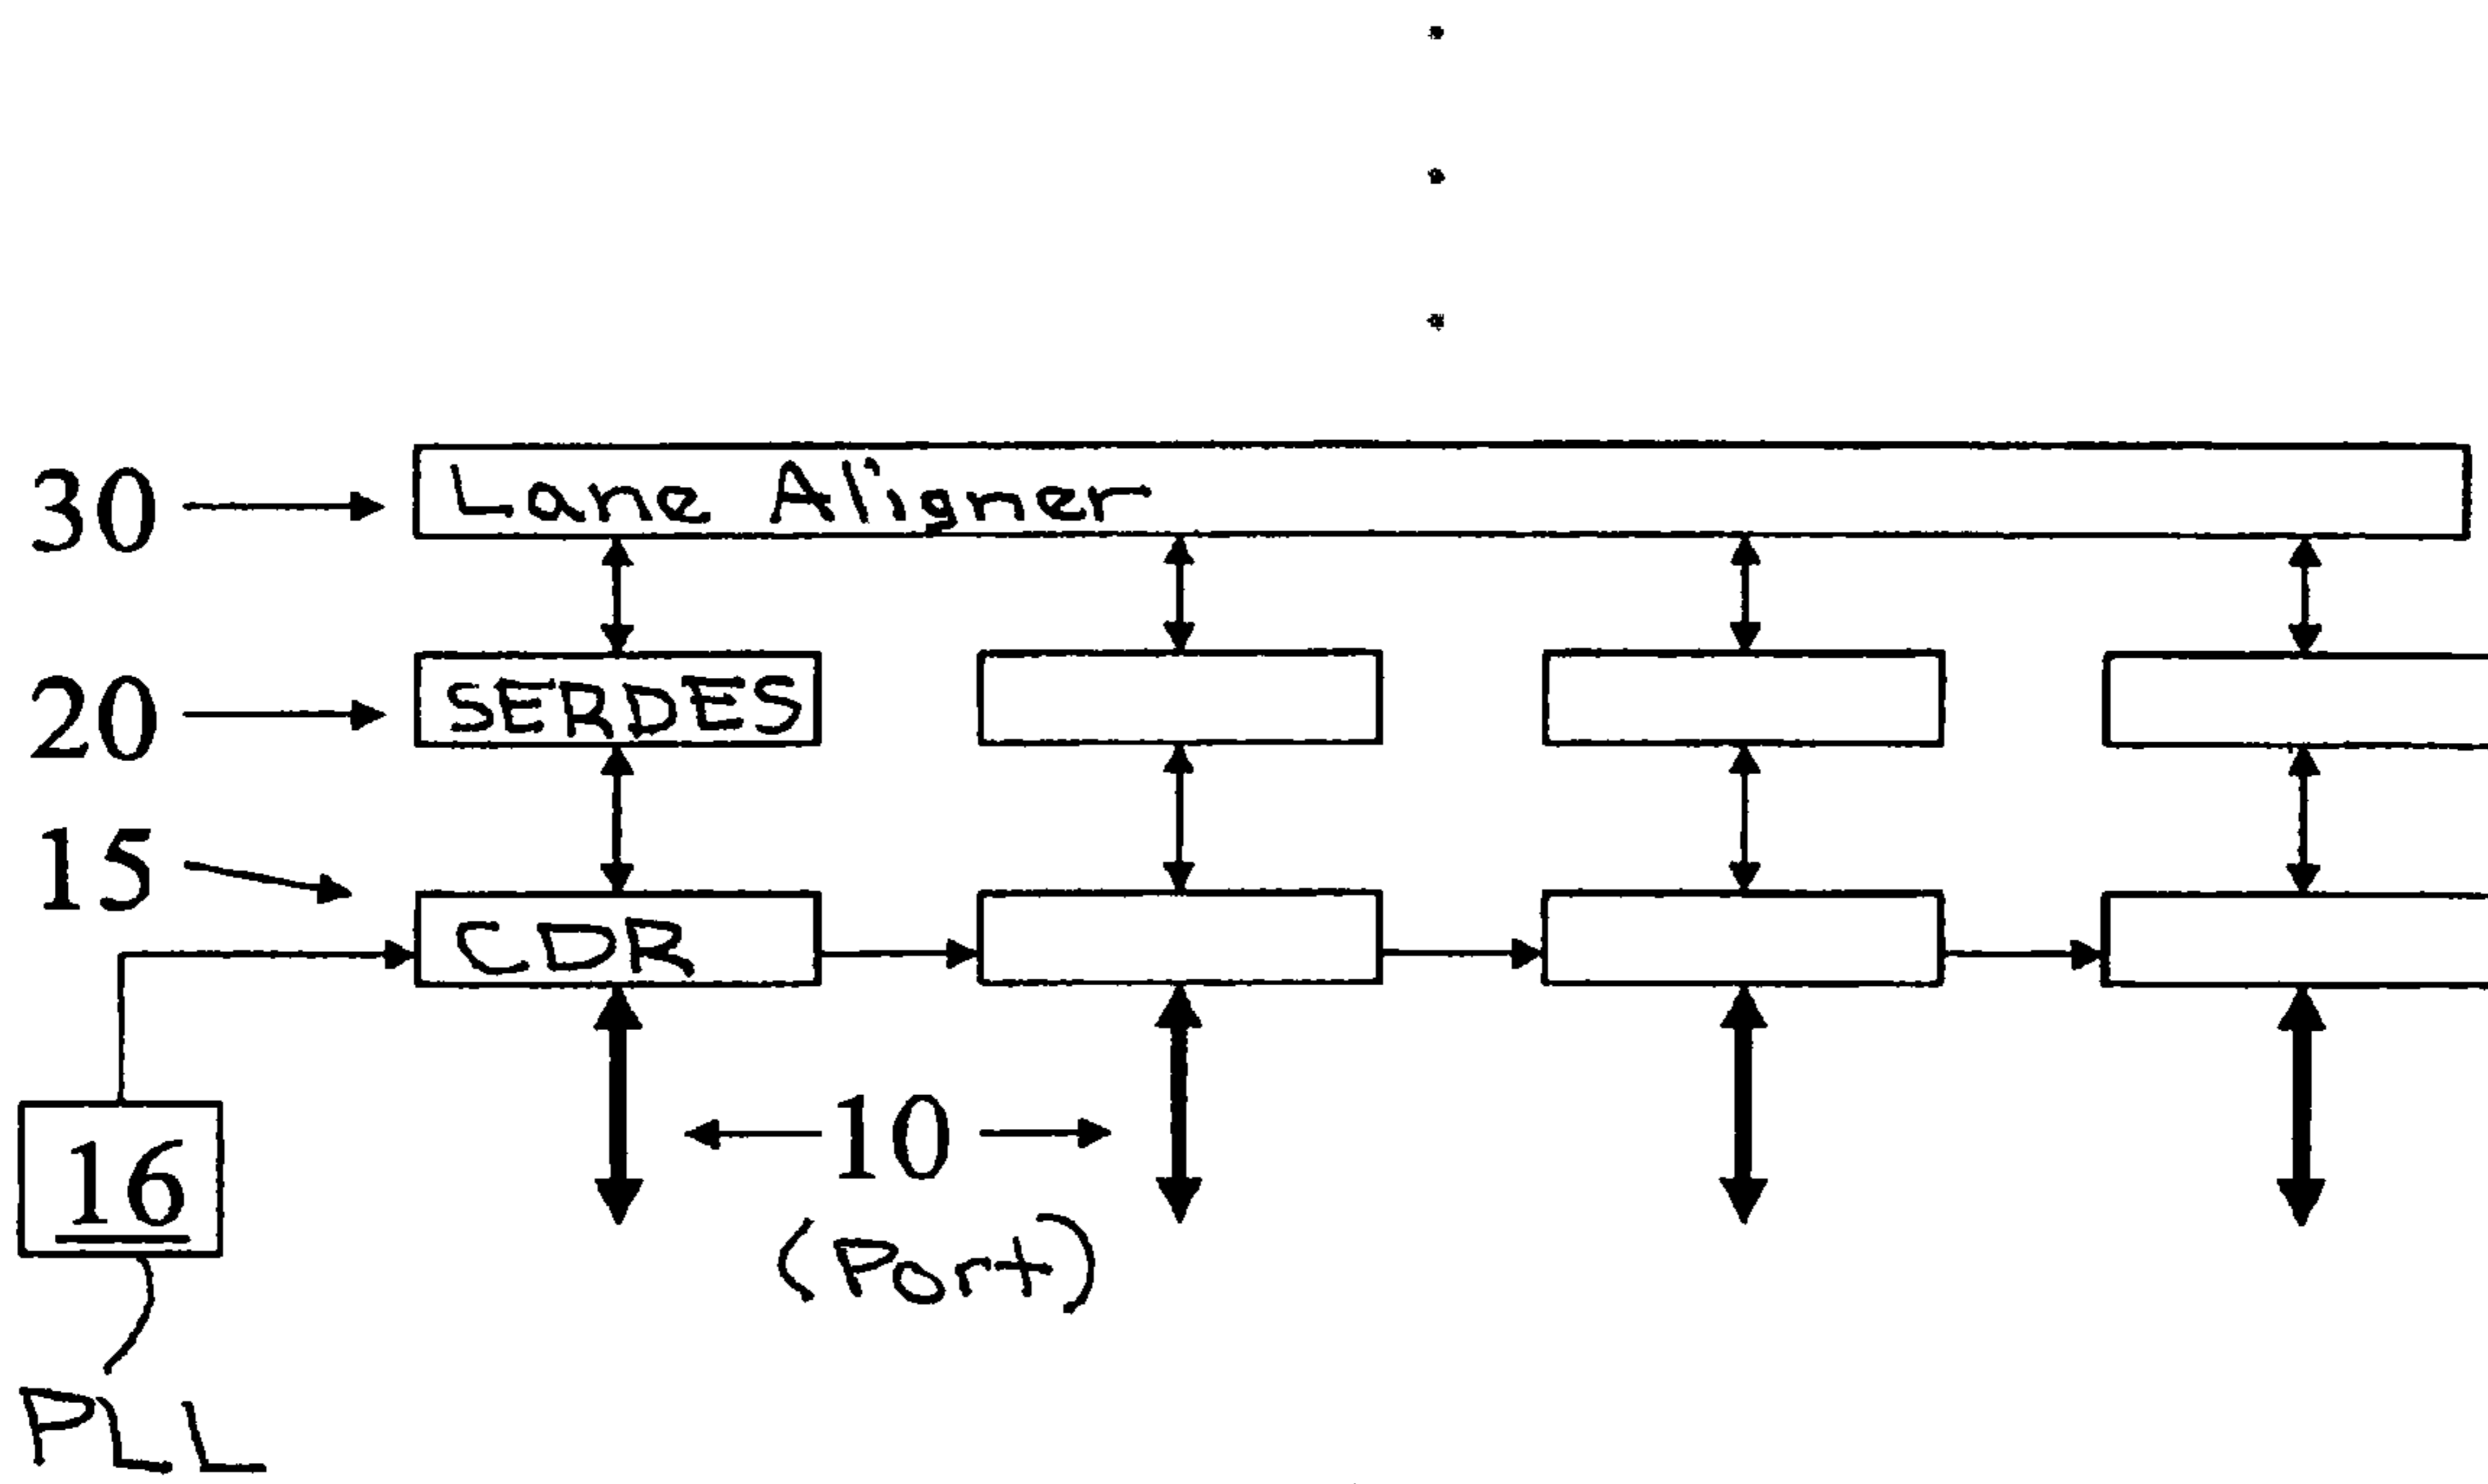 30 Lane Aligner
20 SERDES
15
CDR
10
16
(Port)
PLL